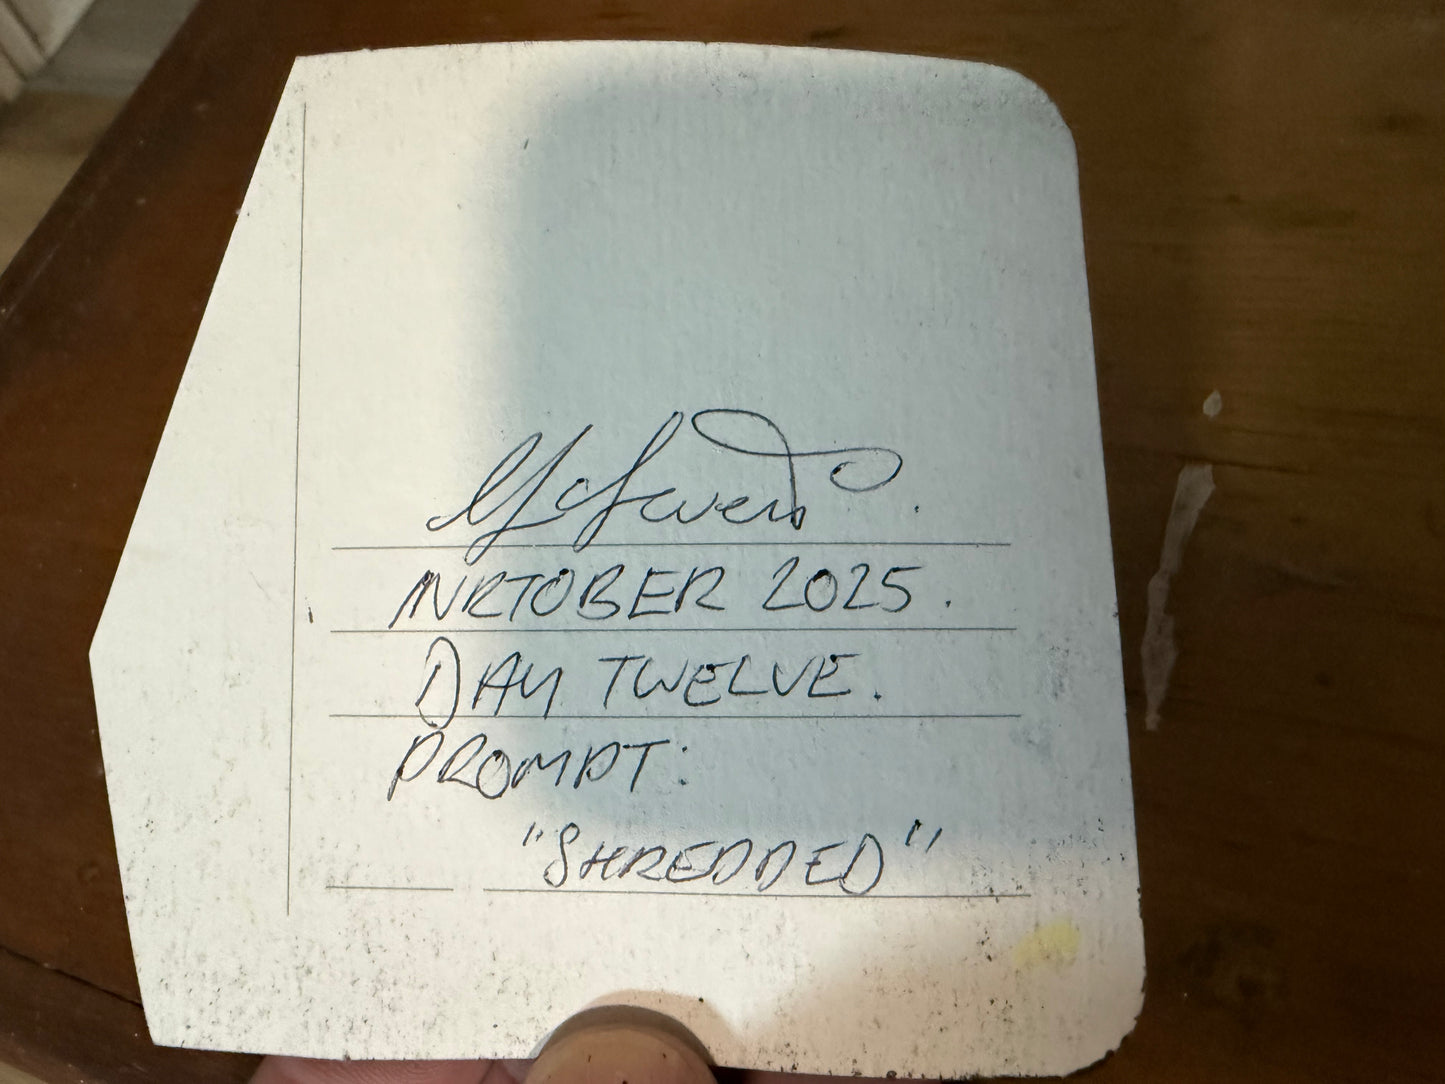 INKTOBER 2025.
DAY TWELVE.
PROMPT:
"SHREDDED"